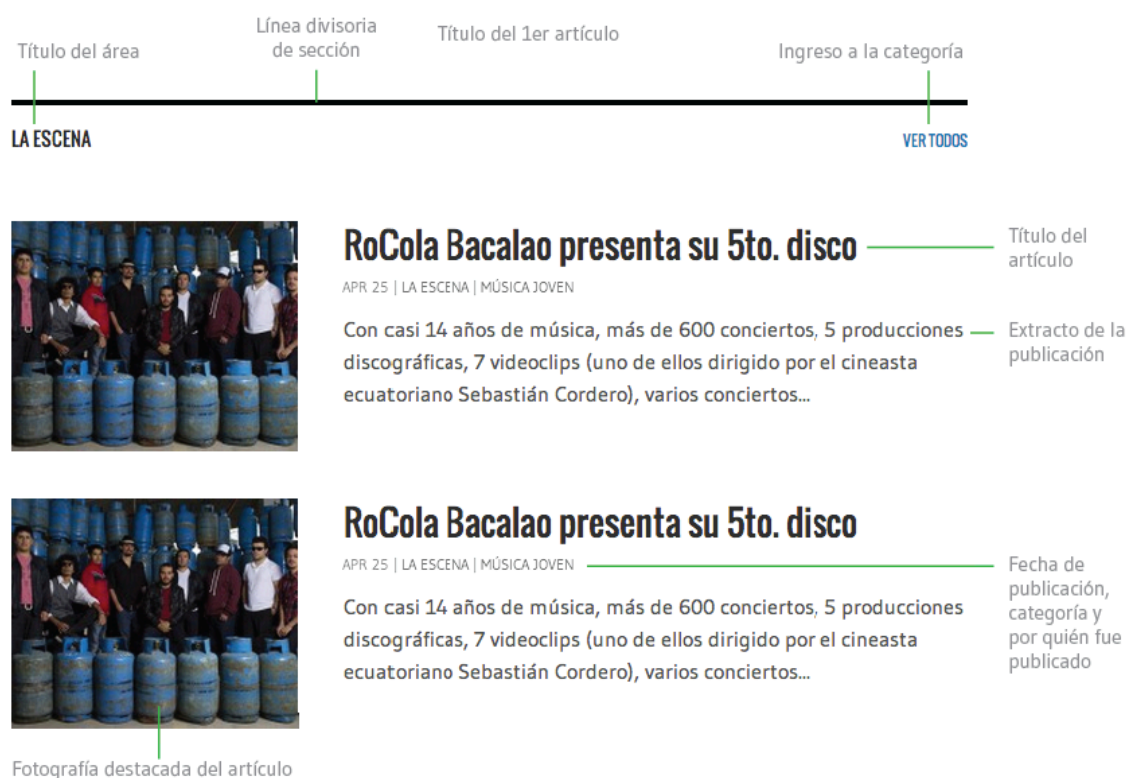 Título del área
Línea divisoria
de sección
Título del 1er artículo
Ingreso a la categoría
LA ESCENA
VER TODOS
RoCola Bacalao presenta su 5to. disco
APR 25 | LA ESCENA | MÚSICA JOVEN
Con casi 14 años de música, más de 600 conciertos, 5 producciones
discográficas, 7 videoclips (uno de ellos dirigido por el cineasta
ecuatoriano Sebastián Cordero), varios conciertos...
Título del
artículo
Extracto de la
publicación
RoCola Bacalao presenta su 5to. disco
APR 25 | LA ESCENA | MÚSICA JOVEN
Con casi 14 años de música, más de 600 conciertos, 5 producciones
discográficas, 7 videoclips (uno de ellos dirigido por el cineasta
ecuatoriano Sebastián Cordero), varios conciertos...
Fecha de
publicación,
categoría y
por quién fue
publicado
Fotografía destacada del artículo